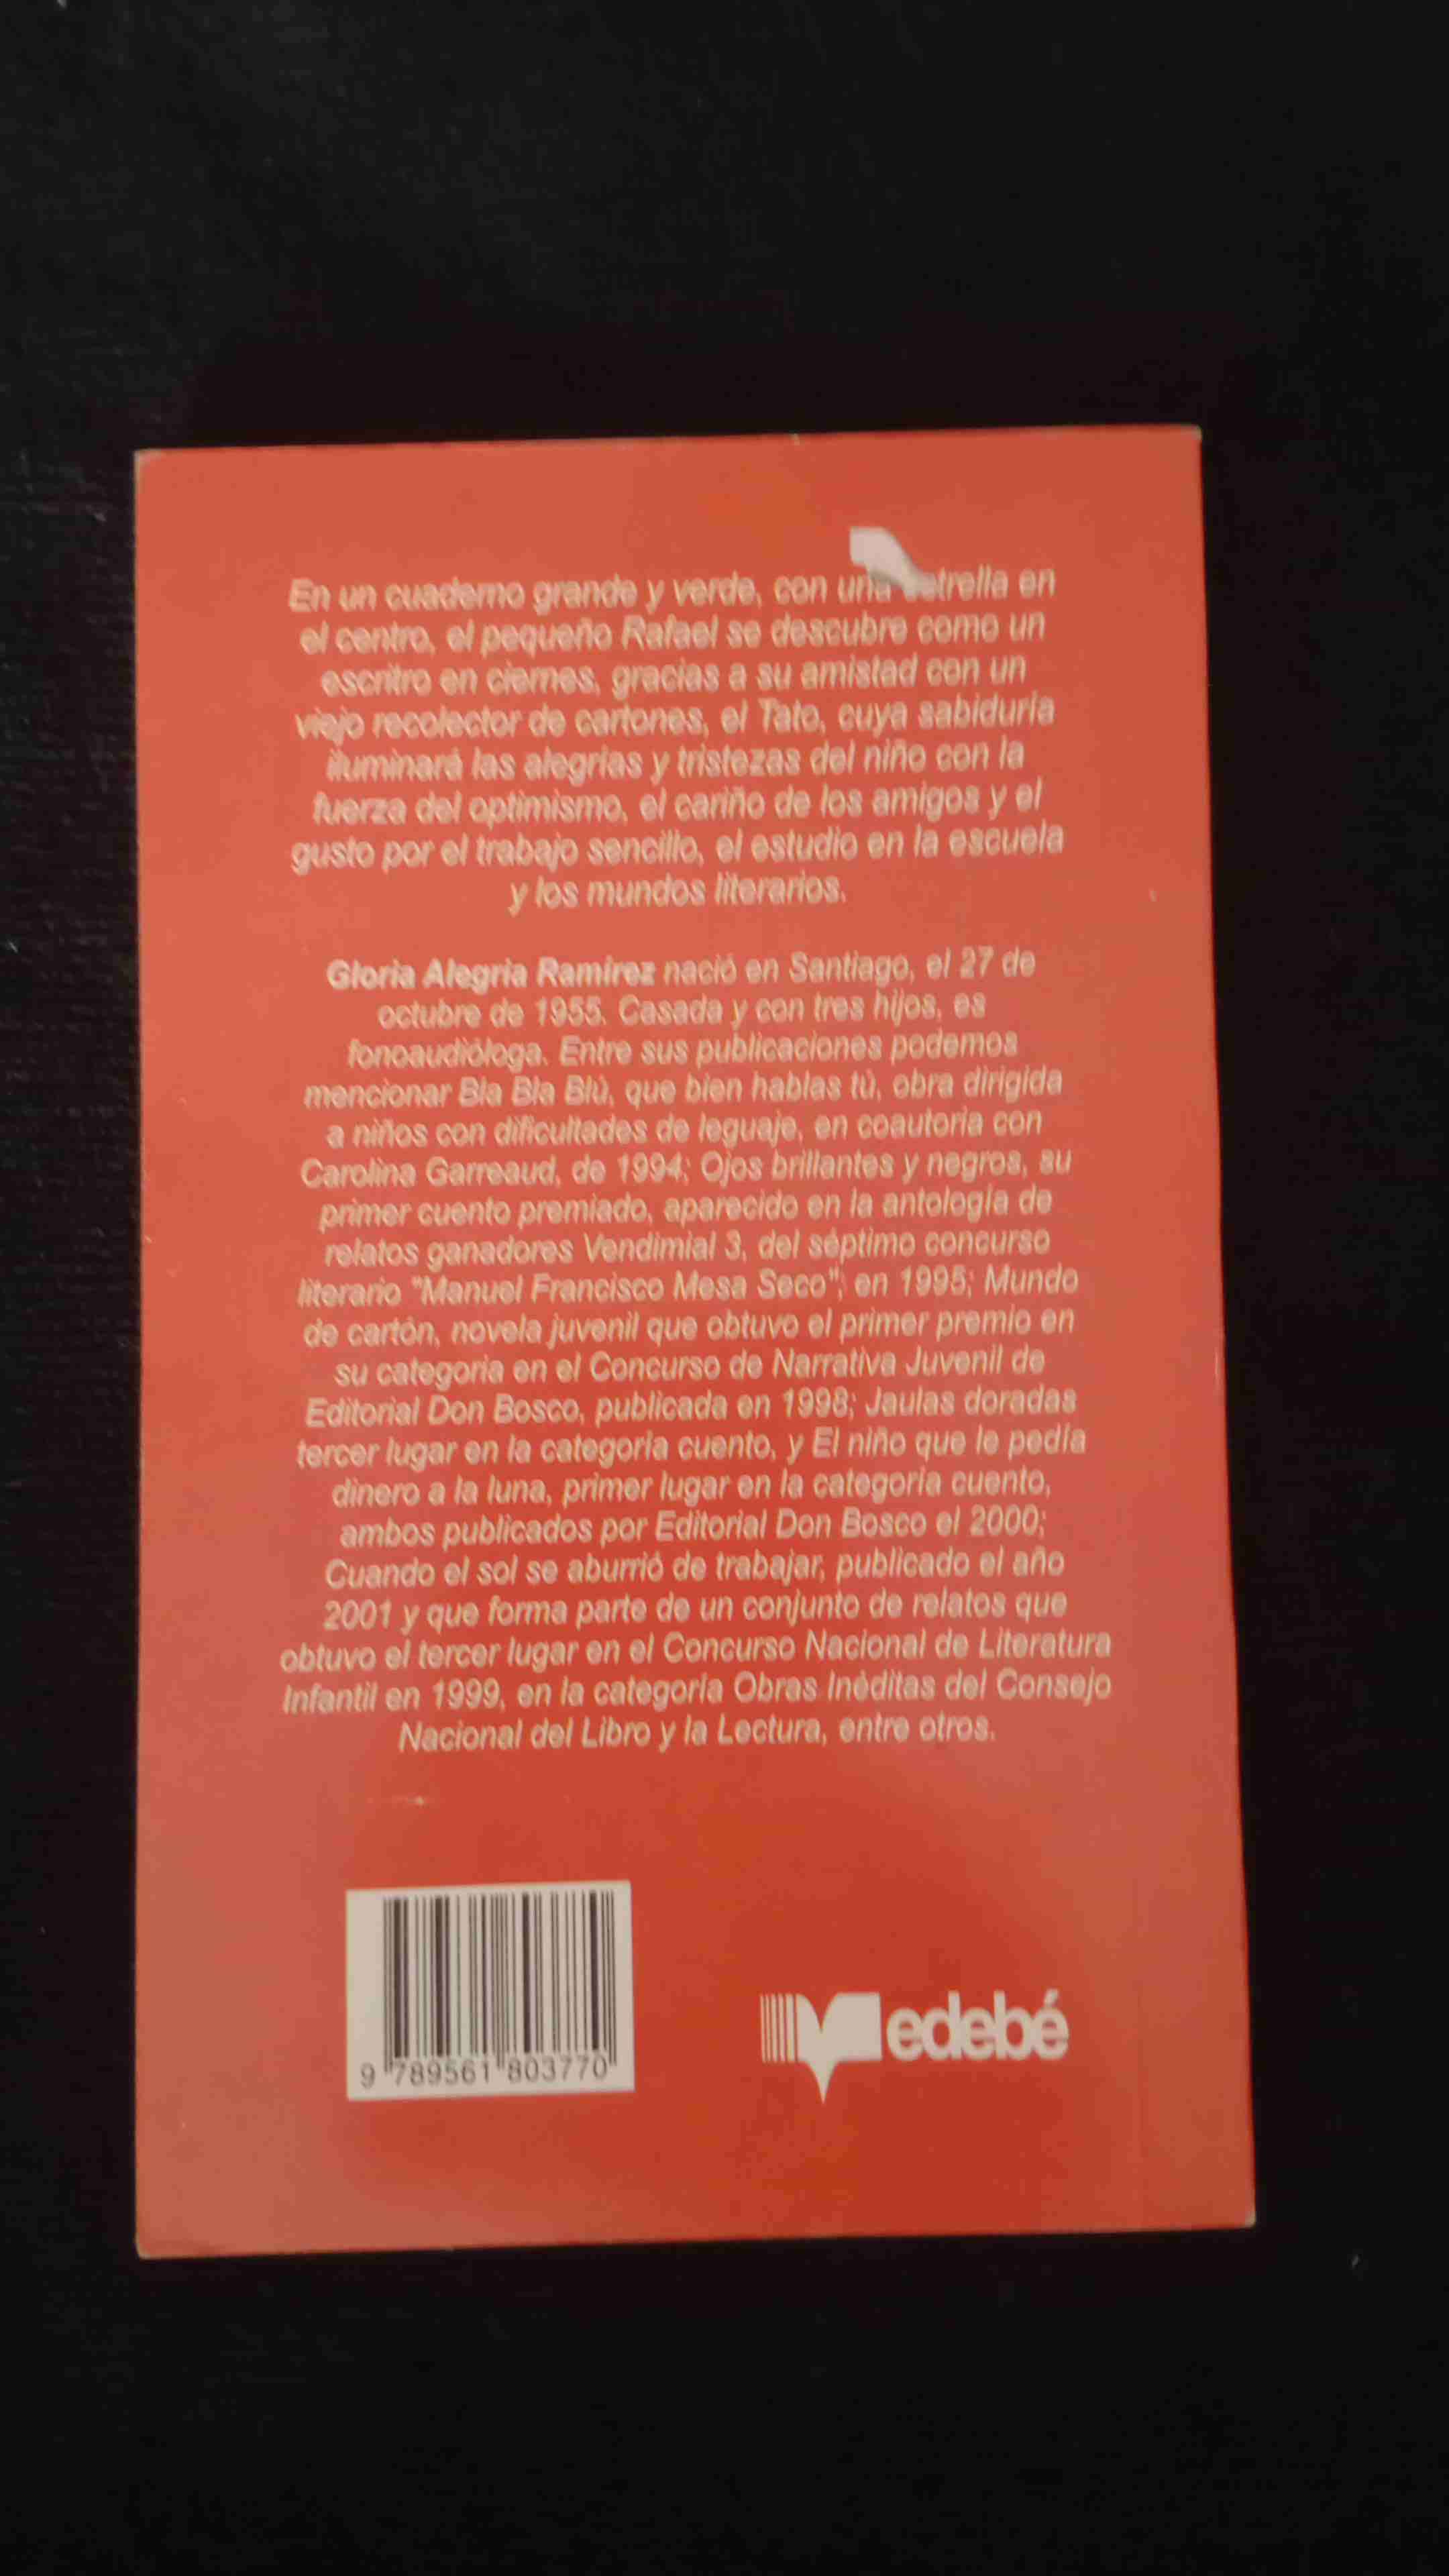 En un cuaderno grande y verde, con una estrella en
el centro, el pequeño Rafael se descubre como un
escritro en ciernes, gracias a su amistad con un
viejo recolector de cartones, el Tato, cuya sabiduría
iluminará las alegrías y tristezas del niño con la
fuerza del optimismo, el cariño de los amigos y el
gusto por el trabajo sencillo, el estudio en la escuela
y los mundos literarios.
Gloria Alegría Ramírez nació en Santiago, el 27 de
octubre de 1955. Casada y con tres hijos, es
fonoaudióloga. Entre sus publicaciones podemos
mencionar Bla Bla Blú, que bien hablas tú, obra dirigida
a niños con dificultades de leguaje, en coautoría con
Carolina Garreaud, de 1994; Ojos brillantes y negros, su
primer cuento premiado, aparecido en la antología de
relatos ganadores Vendimial 3, del séptimo concurso
literario "Manuel Francisco Mesa Seco"; en 1995; Mundo
de cartón, novela juvenil que obtuvo el primer premio en
su categoría en el Concurso de Narrativa Juvenil de
Editorial Don Bosco, publicada en 1998; Jaulas doradas
tercer lugar en la categoría cuento, y El niño que le pedía
dinero a la luna, primer lugar en la categoría cuento,
ambos publicados por Editorial Don Bosco el 2000;
Cuando el sol se aburrió de trabajar, publicado el año
2001 y que forma parte de un conjunto de relatos que
obtuvo el tercer lugar en el Concurso Nacional de Literatura
Infantil en 1999, en la categoría Obras Inéditas del Consejo
Nacional del Libro y la Lectura, entre otros.
9 789561 803770
edebé